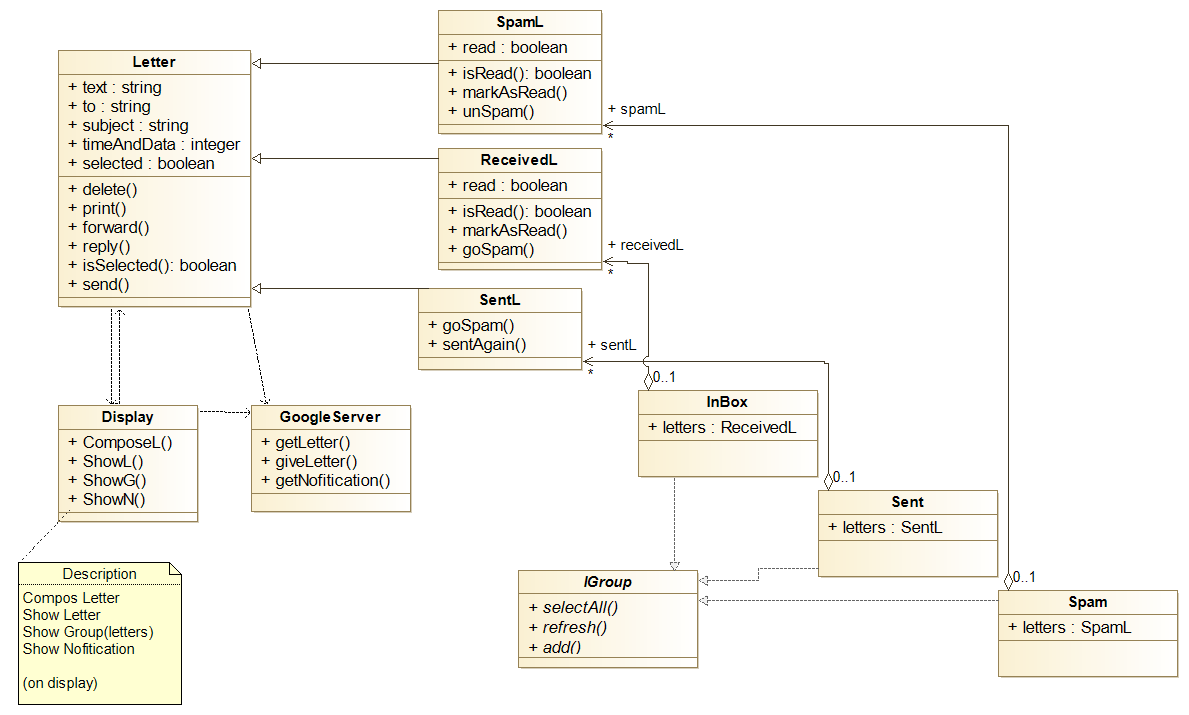 SpamL
+ read : boolean
+ isRead(): boolean
+ markAsRead()
+ unSpam()
Letter
+ text : string
+ to : string
+ subject : string
+ timeAndData : integer
+ selected : boolean
+ delete()
+ print()
+ forward()
+ reply()
+ isSelected(): boolean
+ send()
+ spamL
*
ReceivedL
+ read : boolean
+ isRead(): boolean
+ markAsRead()
+ goSpam()
+ receivedL
*
SentL
+ goSpam()
+ sentAgain()
+ sentL
*
0..1
InBox
+ letters : ReceivedL
Display
+ ComposeL()
+ ShowL()
+ ShowG()
+ ShowN()
GoogleServer
+ getLetter()
+ giveLetter()
+ getNofitication()
0..1
Sent
+ letters : SentL
0..1
Spam
+ letters : SpamL
IGroup
+ selectAll()
+ refresh()
+ add()
Description
Compos Letter
Show Letter
Show Group(letters)
Show Nofitication
(on display)